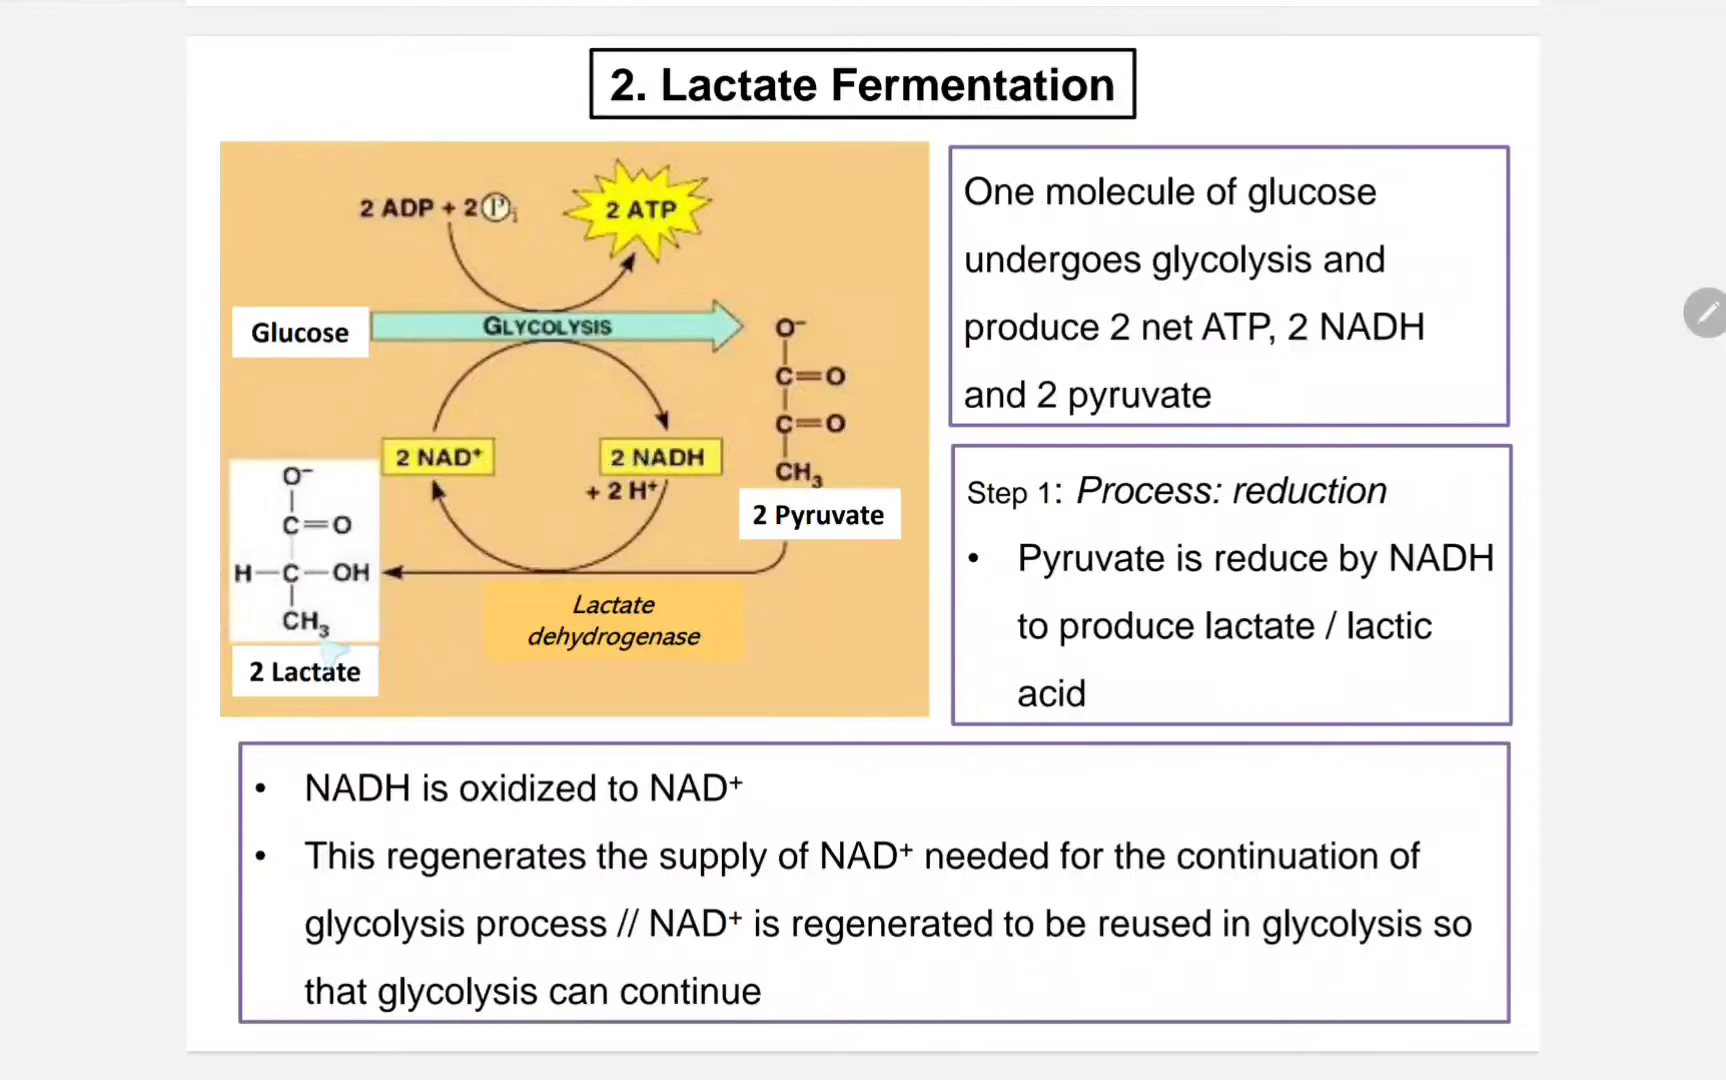 2. Lactate Fermentation
2 ADP + 2 Pi
2 ATP
Glucose
GLYCOLYSIS
O⁻
C=O
C=O
CH₃
2 Pyruvate
2 NAD⁺
2 NADH
+ 2 H⁺
O⁻
C=O
H—C—OH
CH₃
2 Lactate
Lactate
dehydrogenase
One molecule of glucose
undergoes glycolysis and
produce 2 net ATP, 2 NADH
and 2 pyruvate
Step 1: Process: reduction
• Pyruvate is reduce by NADH
to produce lactate / lactic
acid
• NADH is oxidized to NAD⁺
• This regenerates the supply of NAD⁺ needed for the continuation of
glycolysis process // NAD⁺ is regenerated to be reused in glycolysis so
that glycolysis can continue